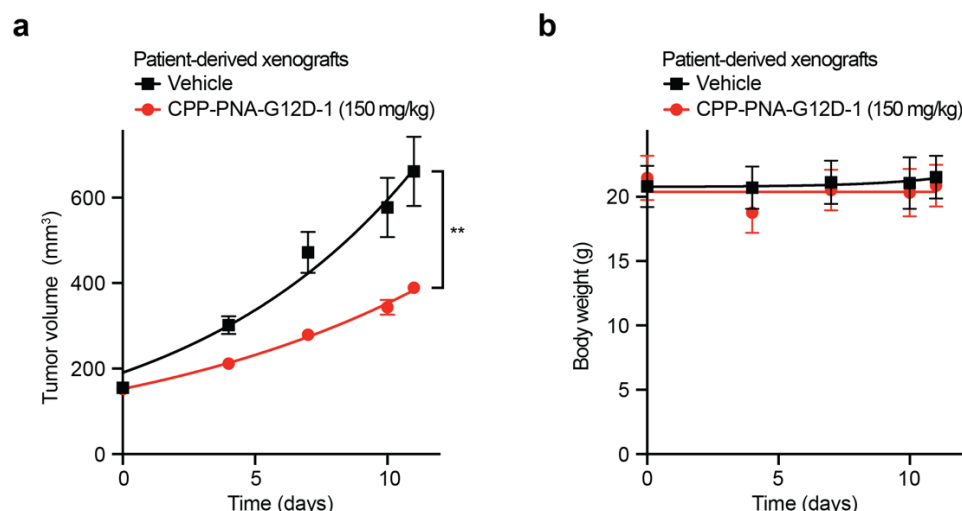 a
Patient-derived xenografts
Vehicle
CPP-PNA-G12D-1 (150 mg/kg)
Tumor volume (mm³)
600
400
200
0
**
0
5
10
Time (days)
b
Patient-derived xenografts
Vehicle
CPP-PNA-G12D-1 (150 mg/kg)
Body weight (g)
20
15
10
5
0
0
5
10
Time (days)